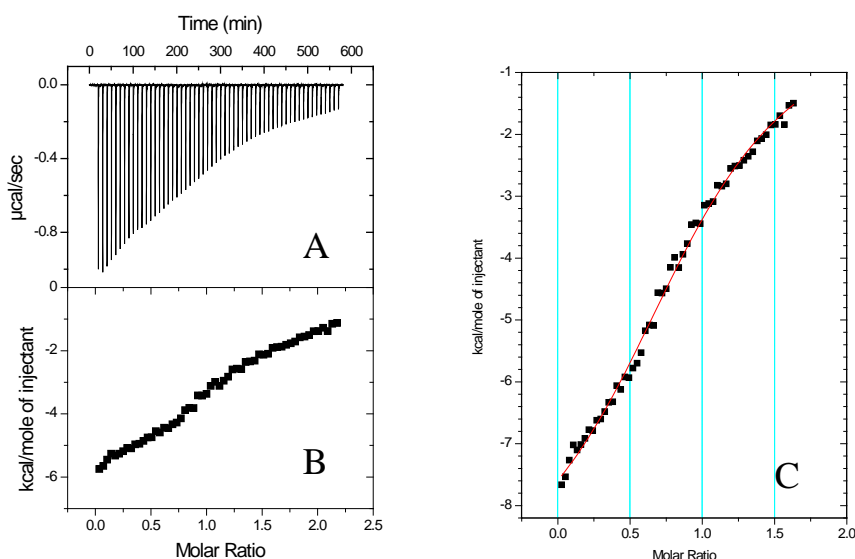 Time (min)
0 100 200 300 400 500 600
0.0
-0.4
-0.8
0
µcal/sec
A
-2
-4
-6
kcal/mole of injectant
B
0.0 0.5 1.0 1.5 2.0 2.5
Molar Ratio
-1
-2
-3
-4
-5
-6
-7
-8
kcal/mole of injectant
C
0.0 0.5 1.0 1.5 2.0
Molar Ratio